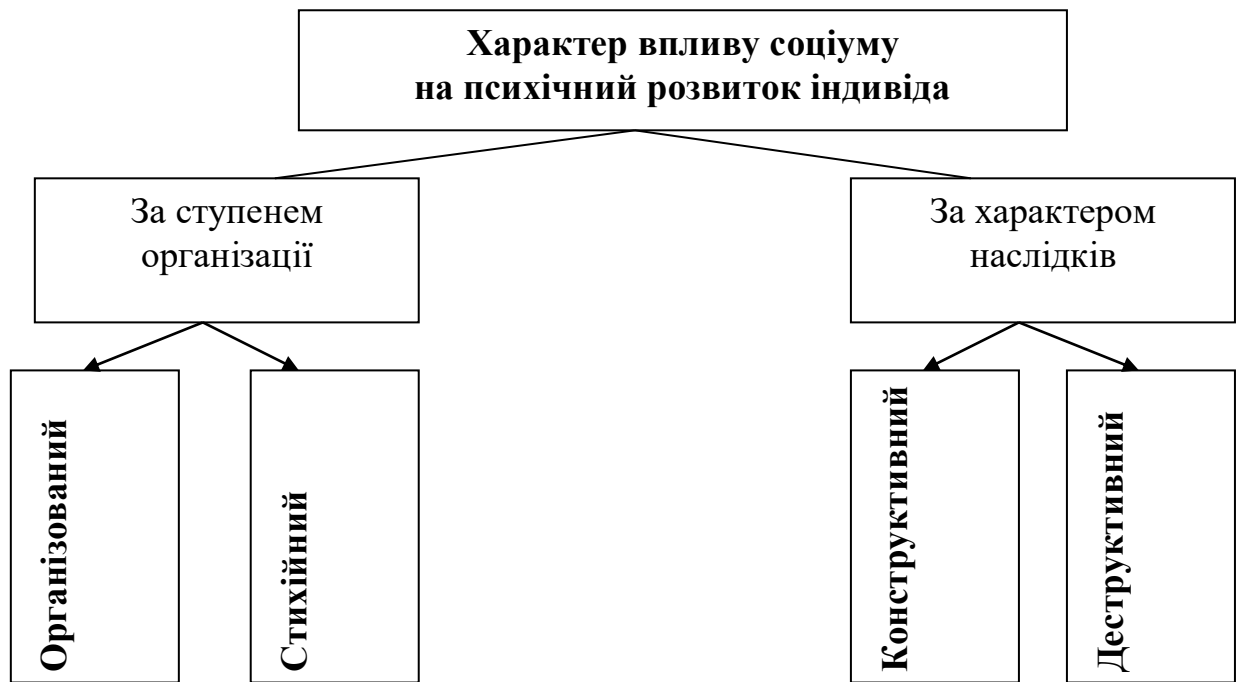 Характер впливу соціуму
на психічний розвиток індивіда
За ступенем
організації
За характером
наслідків
Організований
Стихійний
Конструктивний
Деструктивний